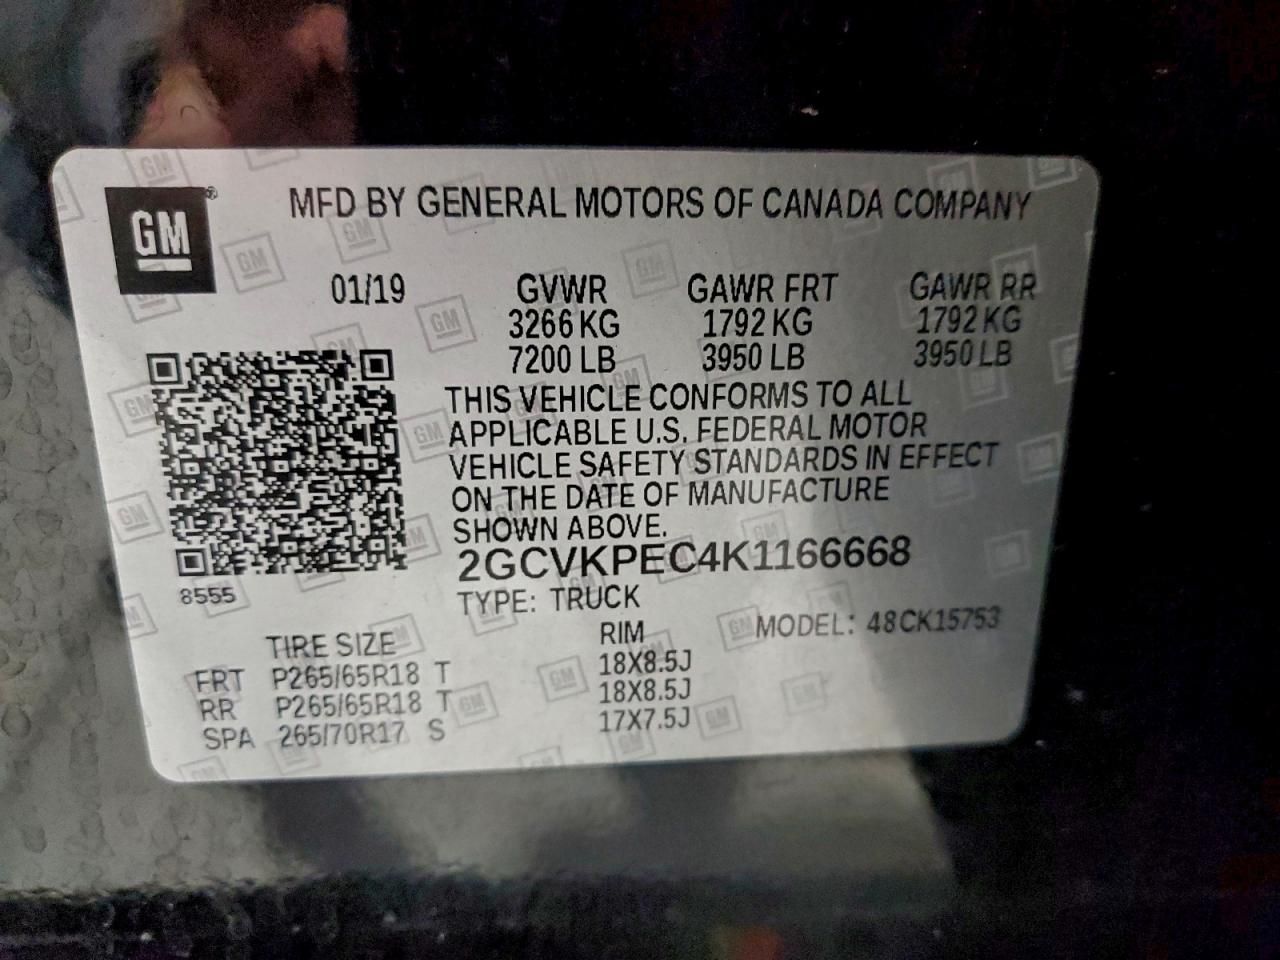 GM®
MFD BY GENERAL MOTORS OF CANADA COMPANY
01/19 GVWR GAWR FRT GAWR RR
3266 KG 1792 KG 1792 KG
7200 LB 3950 LB 3950 LB
THIS VEHICLE CONFORMS TO ALL
APPLICABLE U.S. FEDERAL MOTOR
VEHICLE SAFETY STANDARDS IN EFFECT
ON THE DATE OF MANUFACTURE
SHOWN ABOVE.
2GCVKPEC4K1166668
8555
TYPE: TRUCK
MODEL: 48CK15753
TIRE SIZE RIM
FRT P265/65R18 T 18X8.5J
RR P265/65R18 T 18X8.5J
SPA 265/70R17 S 17X7.5J